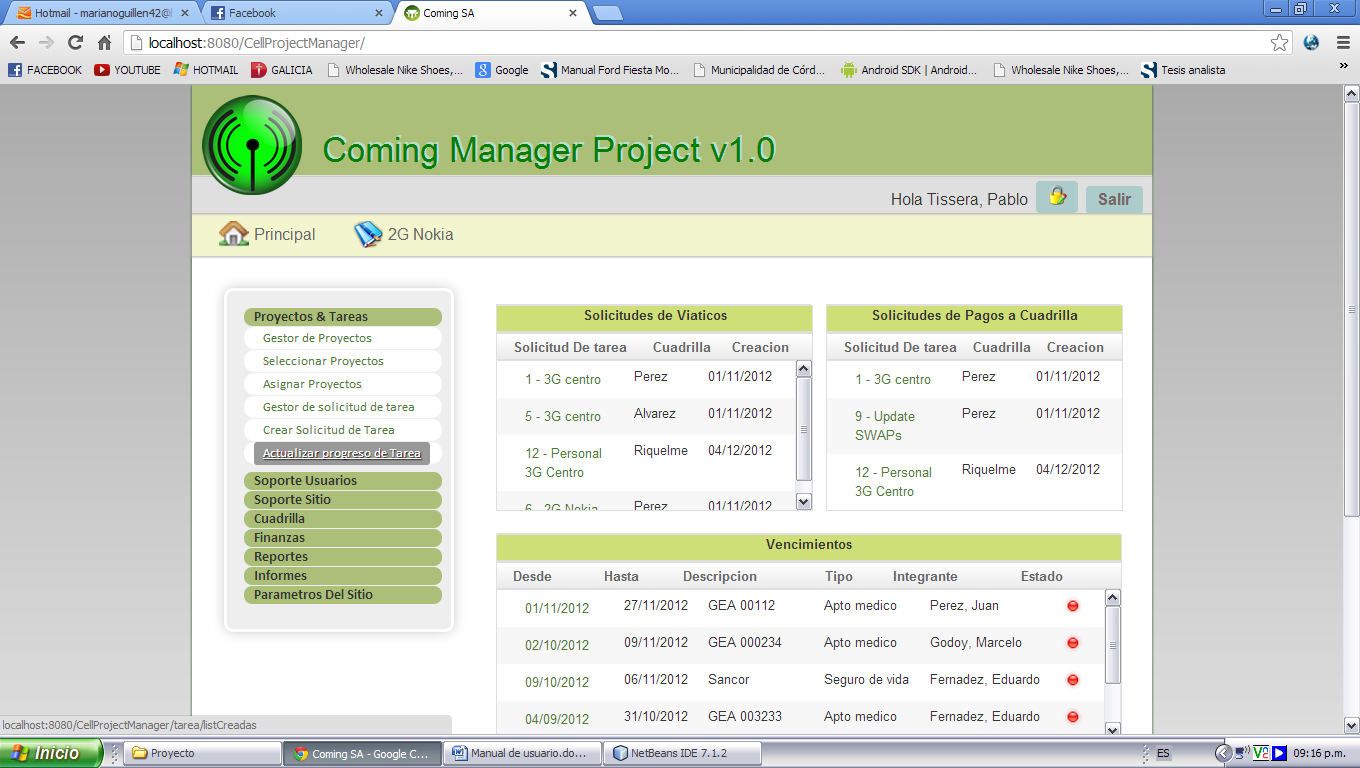 Hotmail - marianoguillen42@h
Facebook
Coming SA
localhost:8080/CellProjectManager/
FACEBOOK YOUTUBE HOTMAIL GALICIA Wholesale Nike Shoes,... Google Manual Ford Fiesta Mo... Municipalidad de Córd... Android SDK | Android... Wholesale Nike Shoes,... Tesis analista »
Coming Manager Project v1.0
Hola Tissera, Pablo Salir
Principal 2G Nokia
Proyectos & Tareas
Gestor de Proyectos
Seleccionar Proyectos
Asignar Proyectos
Gestor de solicitud de tarea
Crear Solicitud de Tarea
Actualizar progreso de Tarea
Soporte Usuarios
Soporte Sitio
Cuadrilla
Finanzas
Reportes
Informes
Parametros Del Sitio
Solicitudes de Viaticos
Solicitud De tarea Cuadrilla Creacion
1 - 3G centro Perez 01/11/2012
5 - 3G centro Alvarez 01/11/2012
12 - Personal Riquelme 04/12/2012
3G Centro
6 - 2G Nokia Perez 01/11/2012
Solicitudes de Pagos a Cuadrilla
Solicitud De tarea Cuadrilla Creacion
1 - 3G centro Perez 01/11/2012
9 - Update Perez 01/11/2012
SWAPs
12 - Personal Riquelme 04/12/2012
3G Centro
Vencimientos
Desde Hasta Descripcion Tipo Integrante Estado
01/11/2012 27/11/2012 GEA 00112 Apto medico Perez, Juan
02/10/2012 09/11/2012 GEA 000234 Apto medico Godoy, Marcelo
09/10/2012 06/11/2012 Sancor Seguro de vida Fernadez, Eduardo
04/09/2012 31/10/2012 GEA 003233 Apto medico Fernadez, Eduardo
localhost:8080/CellProjectManager/tarea/listCreadas
Inicio Proyecto Coming SA - Google C... Manual de usuario.do... NetBeans IDE 7.1.2 ES 09:16 p.m.